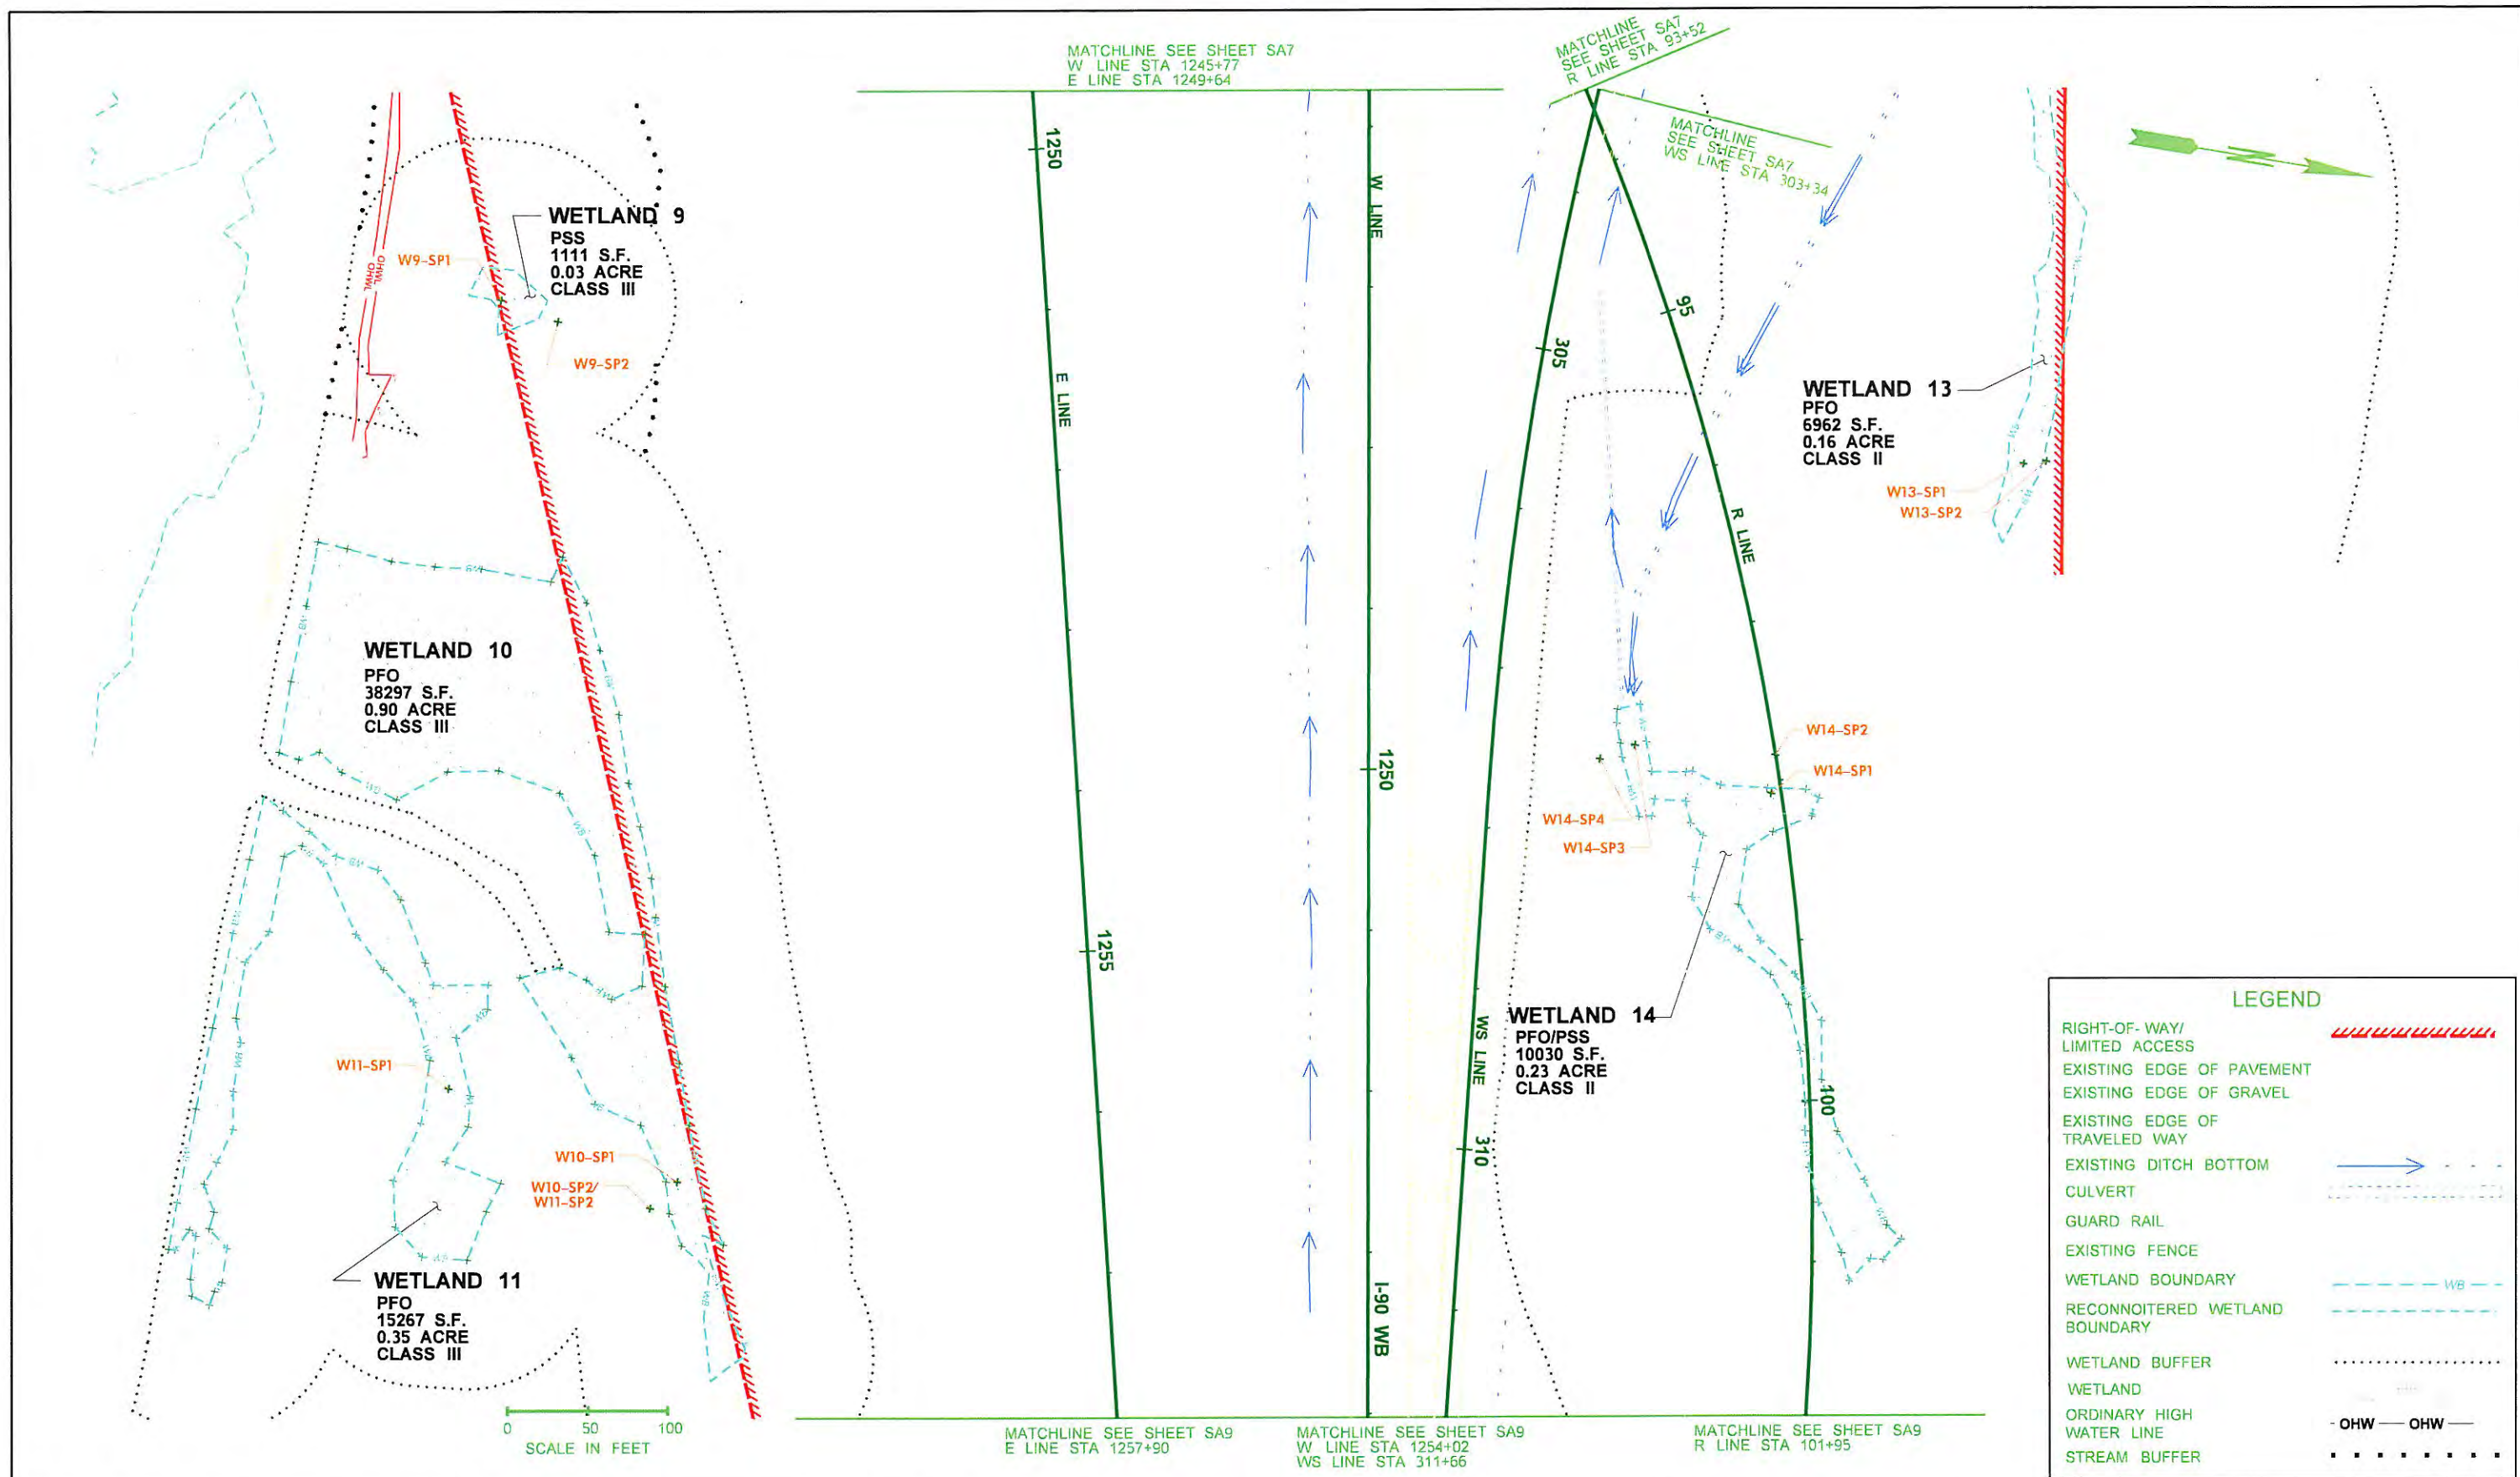 MATCHLINE SEE SHEET SA7
W LINE STA 1245+77
E LINE STA 1249+64
MATCHLINE
SEE SHEET SA7
R LINE STA 93+52
MATCHLINE
SEE SHEET SA7
WS LINE STA 303+34
1250
W LINE
WETLAND 9
PSS
1111 S.F.
0.03 ACRE
CLASS III
W9-SP1
OHWL
OHWL
W9-SP2
E LINE
305
95
WETLAND 13
PFO
6962 S.F.
0.16 ACRE
CLASS II
W13-SP1
W13-SP2
R LINE
WETLAND 10
PFO
38297 S.F.
0.90 ACRE
CLASS III
1250
W14-SP2
W14-SP1
W14-SP4
W14-SP3
1255
WETLAND 14
PFO/PSS
10030 S.F.
0.23 ACRE
CLASS II
WS LINE
W11-SP1
100
310
W10-SP1
W10-SP2/
W11-SP2
WETLAND 11
PFO
15267 S.F.
0.35 ACRE
CLASS III
I-90 WB
0 50 100
SCALE IN FEET
MATCHLINE SEE SHEET SA9
E LINE STA 1257+90
MATCHLINE SEE SHEET SA9
W LINE STA 1254+02
WS LINE STA 311+66
MATCHLINE SEE SHEET SA9
R LINE STA 101+95
LEGEND
RIGHT-OF-WAY/
LIMITED ACCESS
EXISTING EDGE OF PAVEMENT
EXISTING EDGE OF GRAVEL
EXISTING EDGE OF
TRAVELED WAY
EXISTING DITCH BOTTOM
CULVERT
GUARD RAIL
EXISTING FENCE
WETLAND BOUNDARY
WB
RECONNOITERED WETLAND
BOUNDARY
WETLAND BUFFER
WETLAND
ORDINARY HIGH
WATER LINE
OHW OHW
STREAM BUFFER